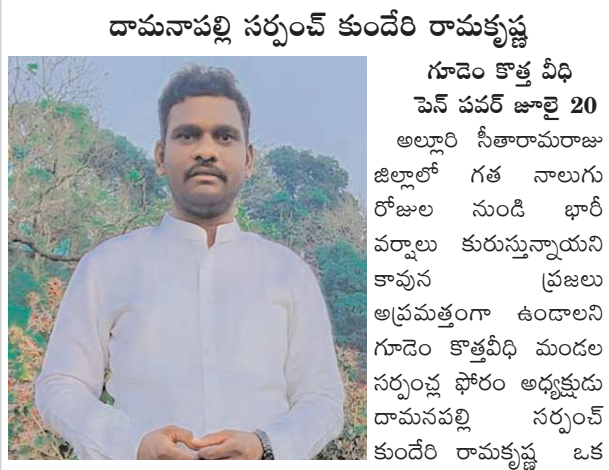 దామనాపల్లి సర్పంచ్ కుందేరి రామకృష్ణ
గూడెం కొత్త వీధి
పెన్ పవర్ జూలై 20
అల్లూరి సీతారామరాజు
జిల్లాలో గత నాలుగు
రోజుల నుండి భారీ
వర్షాలు కురుస్తున్నాయని
కావున ప్రజలు
అప్రమత్తంగా ఉండాలని
గూడెం కొత్తవీధి మండల
సర్పంచ్ల ఫోరం అధ్యక్షుడు
దామనపల్లి సర్పంచ్
కుందేరి రామకృష్ణ ఒక